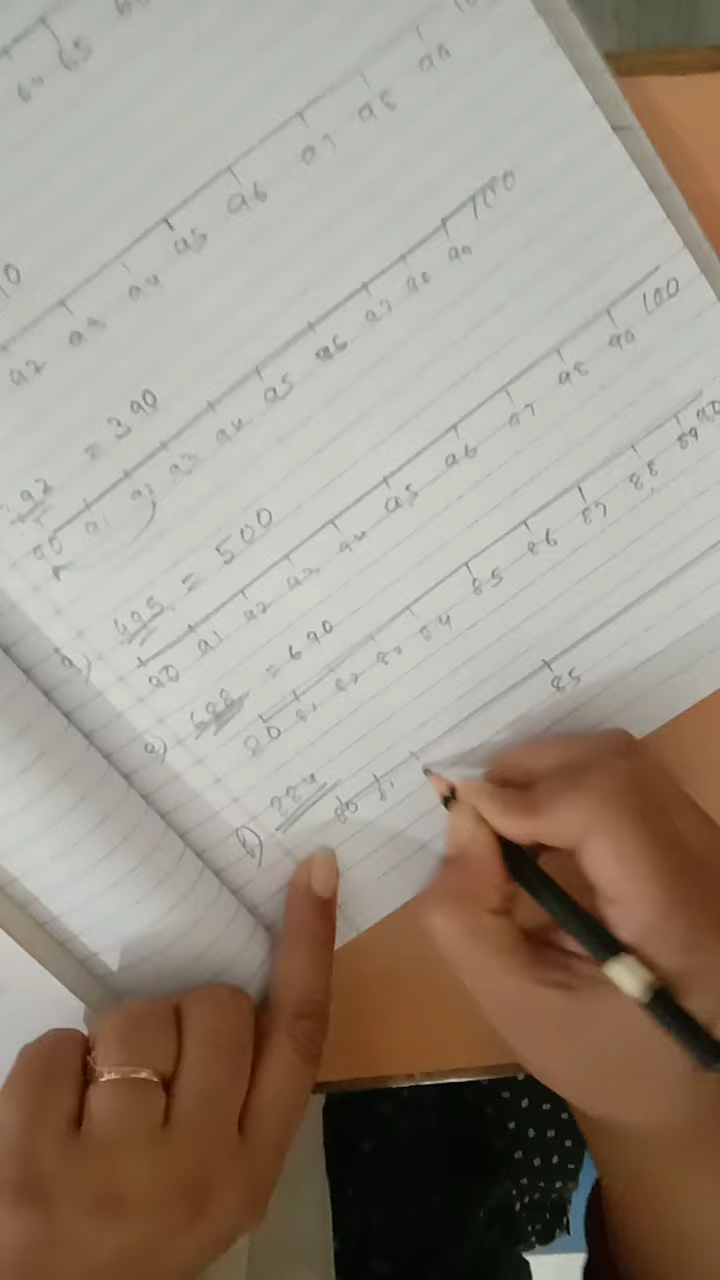 64 65
92 93 94 95 96 97 98 99
392 = 390
90 91 92 93 94 95 96 97 98 99 100
d) 495 = 500
90 91 92 93 94 95 96 97 98 99 100
e) 688 = 690
80 81 82 83 84 85 86 87 88 89 90
f) 884
80 81 85